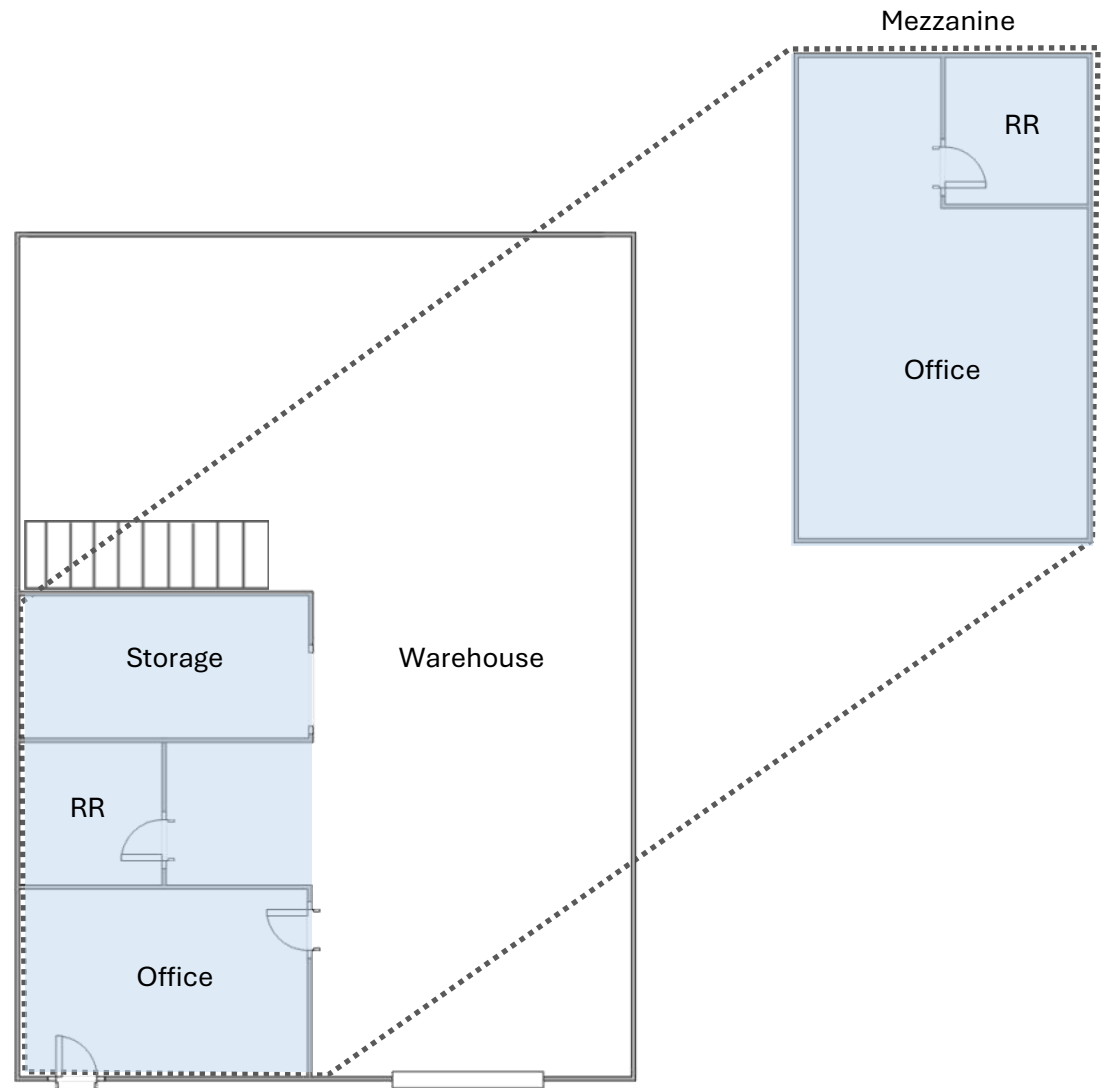 Mezzanine
RR
Office
Storage
Warehouse
RR
Office